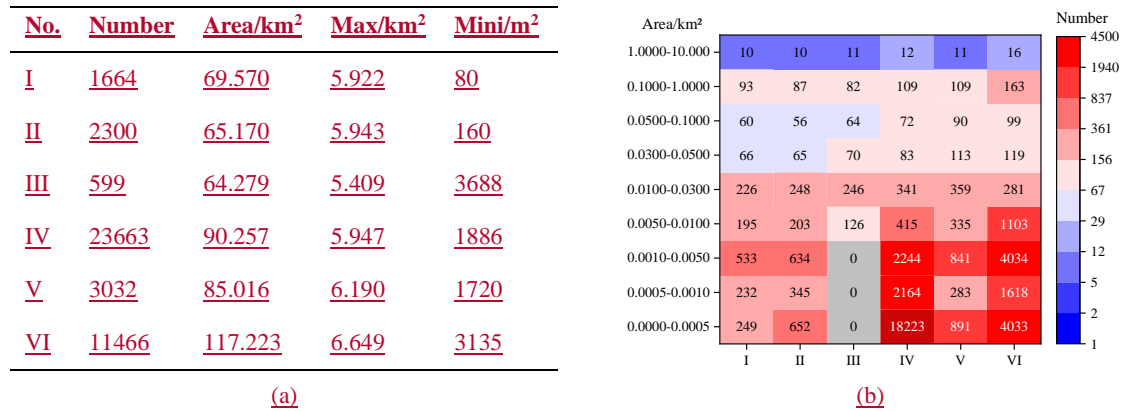 No. Number Area/km² Max/km² Mini/m²
I 1664 69.570 5.922 80
II 2300 65.170 5.943 160
III 599 64.279 5.409 3688
IV 23663 90.257 5.947 1886
V 3032 85.016 6.190 1720
VI 11466 117.223 6.649 3135
(a)
Area/km²
1.0000-10.000 10 10 11 12 11 16
0.1000-1.0000 93 87 82 109 109 163
0.0500-0.1000 60 56 64 72 90 99
0.0300-0.0500 66 65 70 83 113 119
0.0100-0.0300 226 248 246 341 359 281
0.0050-0.0100 195 203 126 415 335 1103
0.0010-0.0050 533 634 0 2244 841 4034
0.0005-0.0010 232 345 0 2164 283 1618
0.0000-0.0005 249 652 0 18223 891 4033
I II III IV V VI
Number
4500
1940
837
361
156
67
29
12
5
2
1
(b)